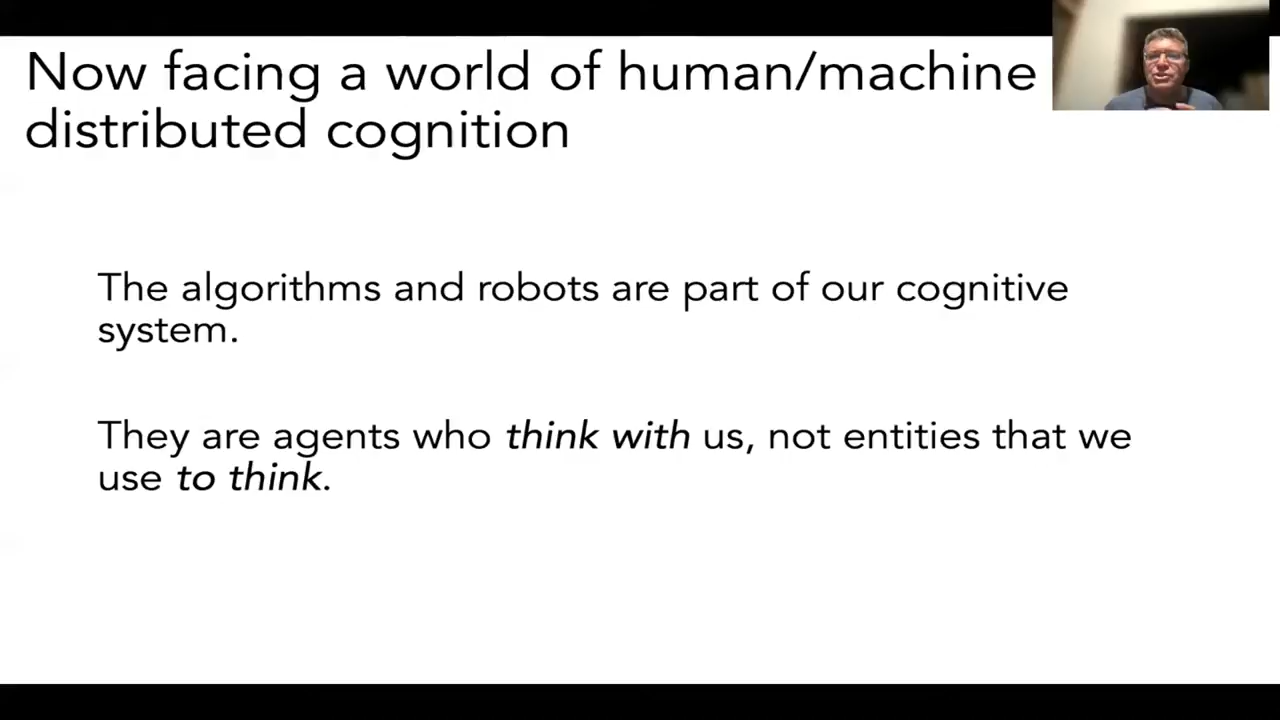 Now facing a world of human/machine
distributed cognition
The algorithms and robots are part of our cognitive
system.
They are agents who think with us, not entities that we
use to think.